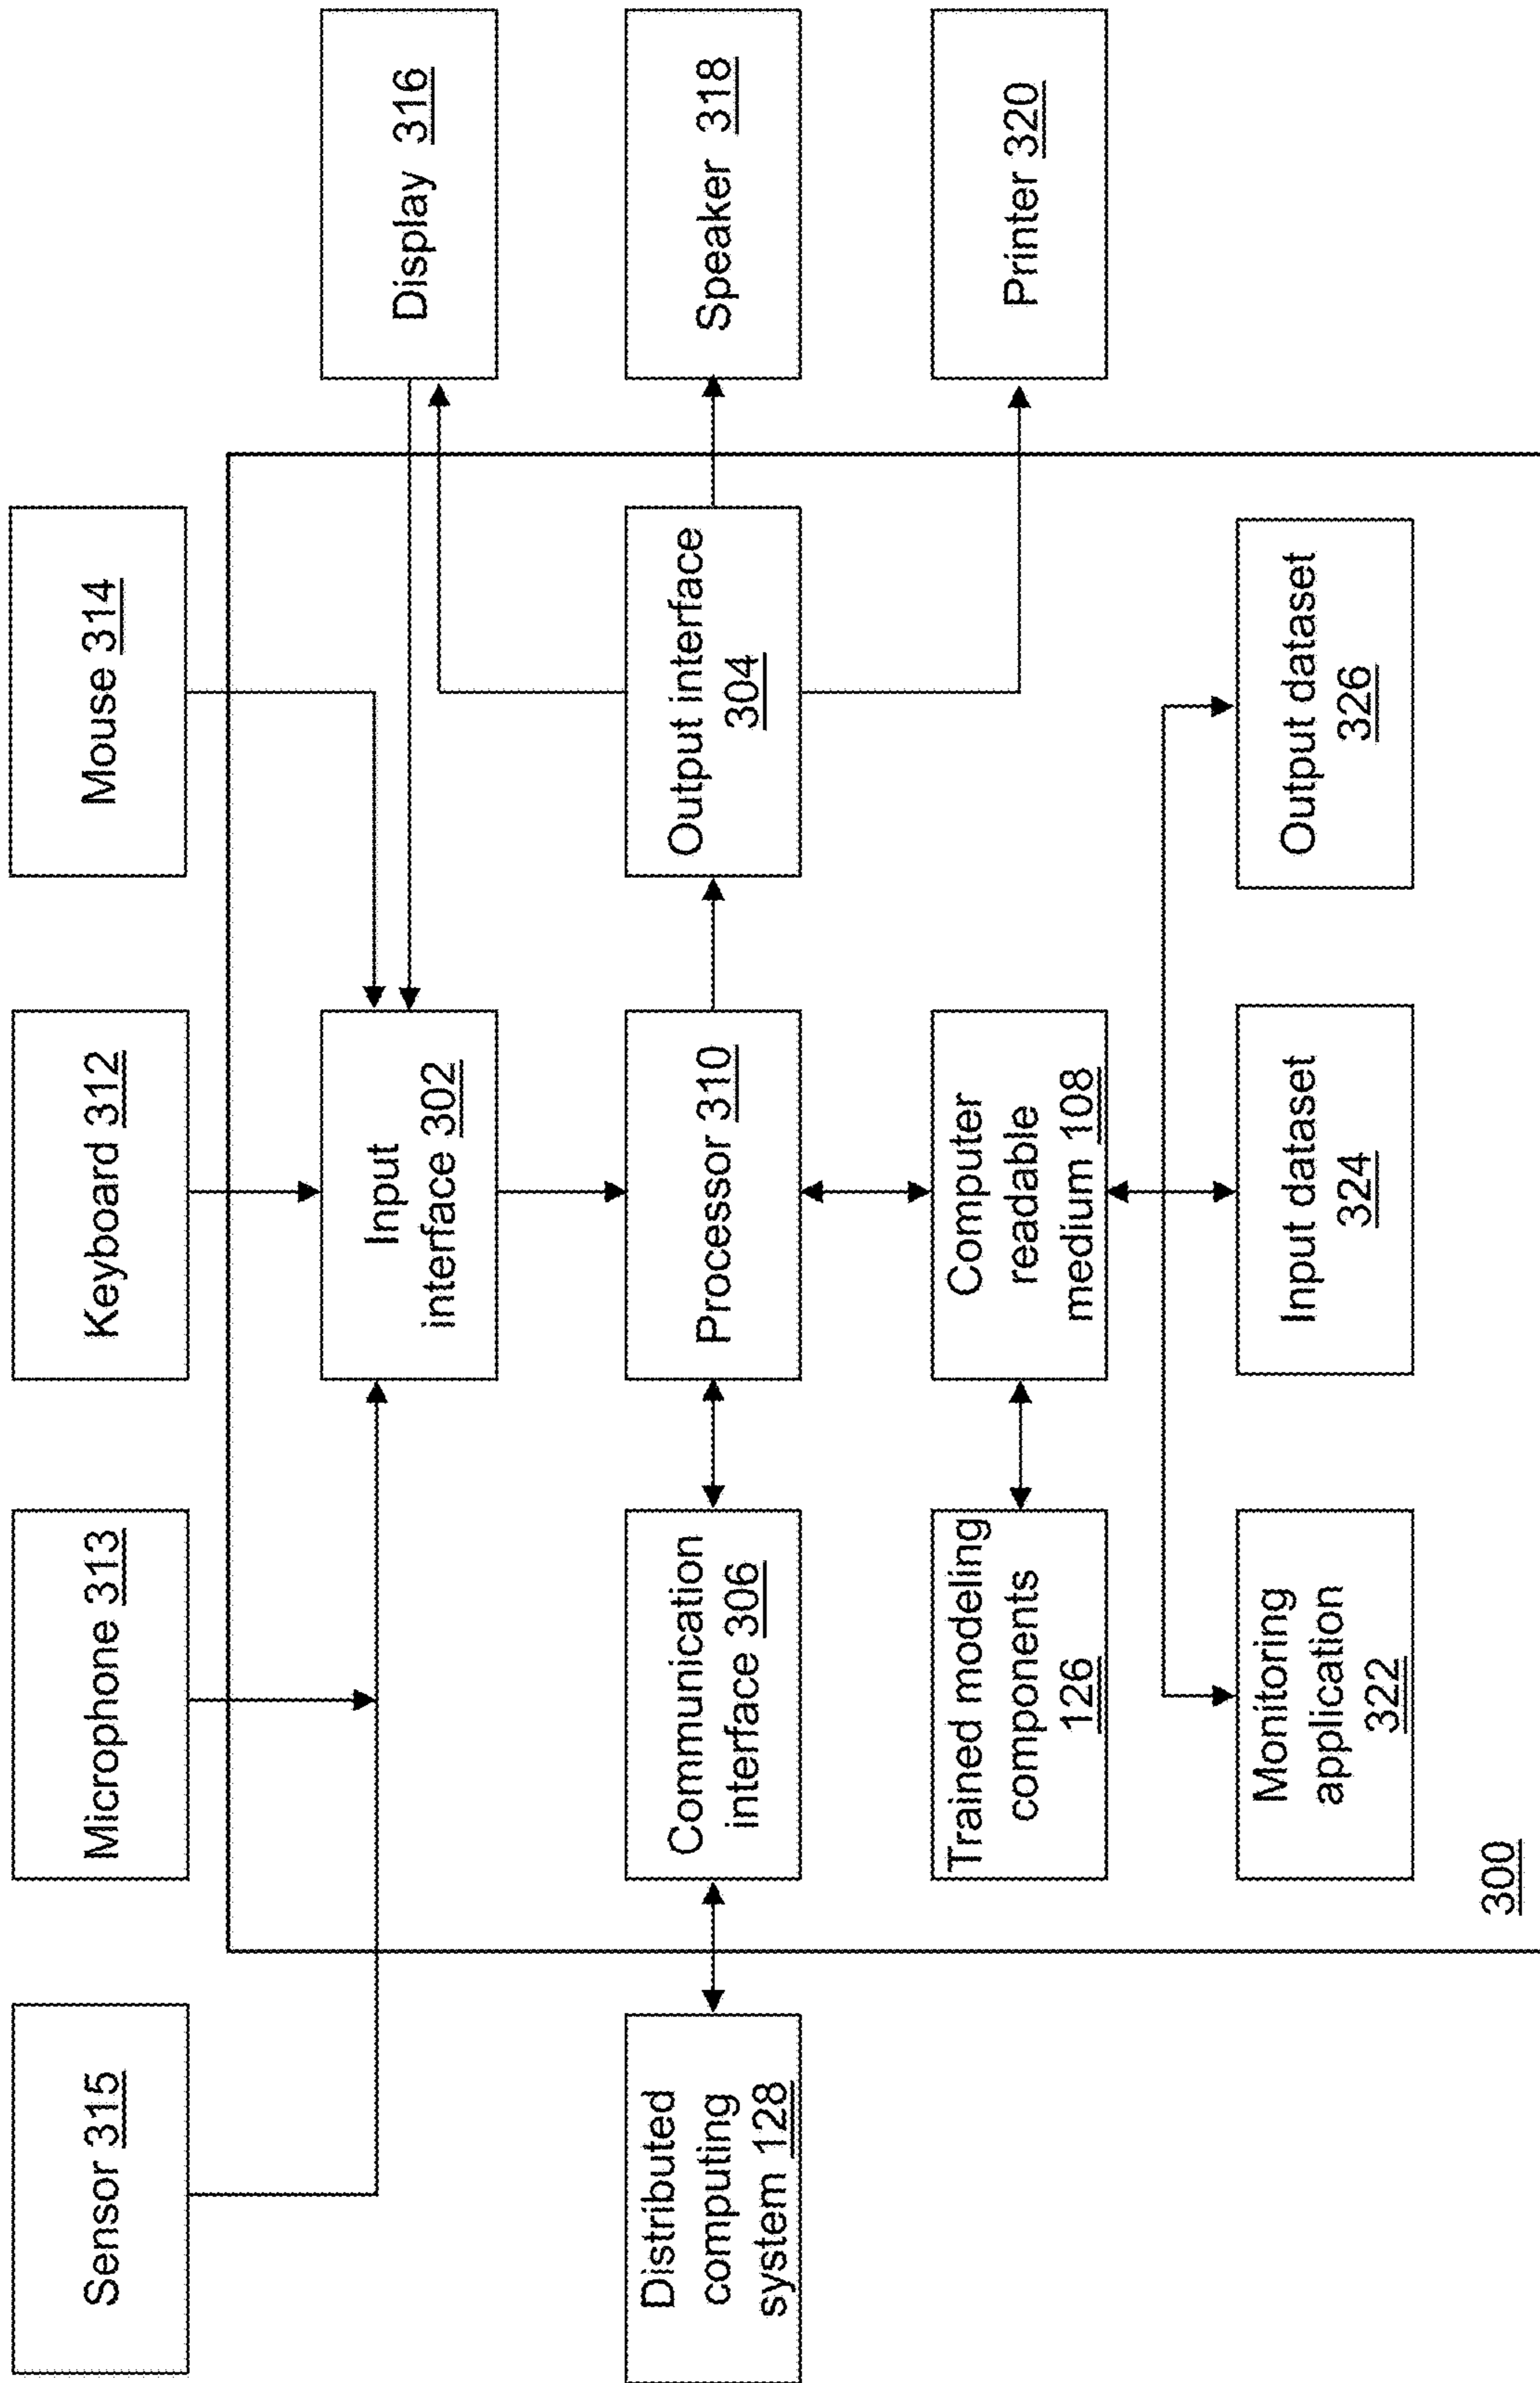 Sensor 315
Microphone 313
Keyboard 312
Mouse 314
Input
interface 302
Display 316
Distributed
computing
system 128
Communication
interface 306
Processor 310
Output interface
304
Speaker 318
Trained modeling
components
126
Computer
readable
medium 108
Printer 320
Monitoring
application
322
Input dataset
324
Output dataset
326
300